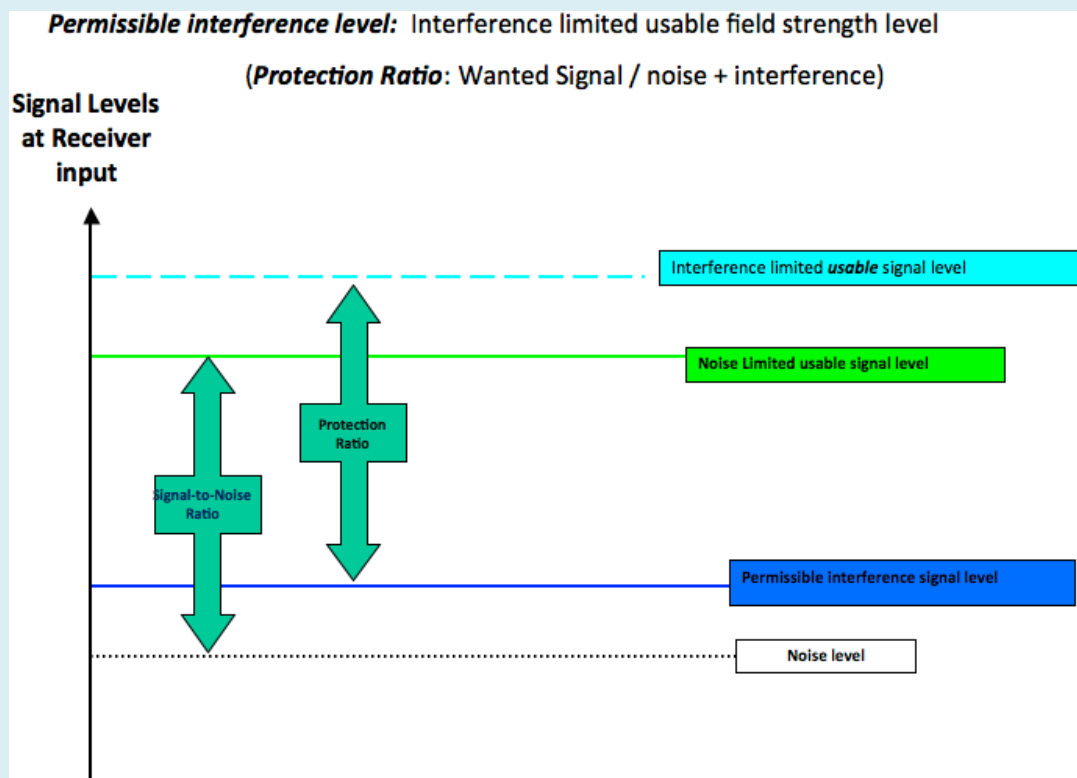 Permissible interference level: Interference limited usable field strength level
(Protection Ratio: Wanted Signal / noise + interference)
Signal Levels
at Receiver
input
Interference limited usable signal level
Noise Limited usable signal level
Protection
Ratio
Signal-to-Noise
Ratio
Permissible interference signal level
Noise level